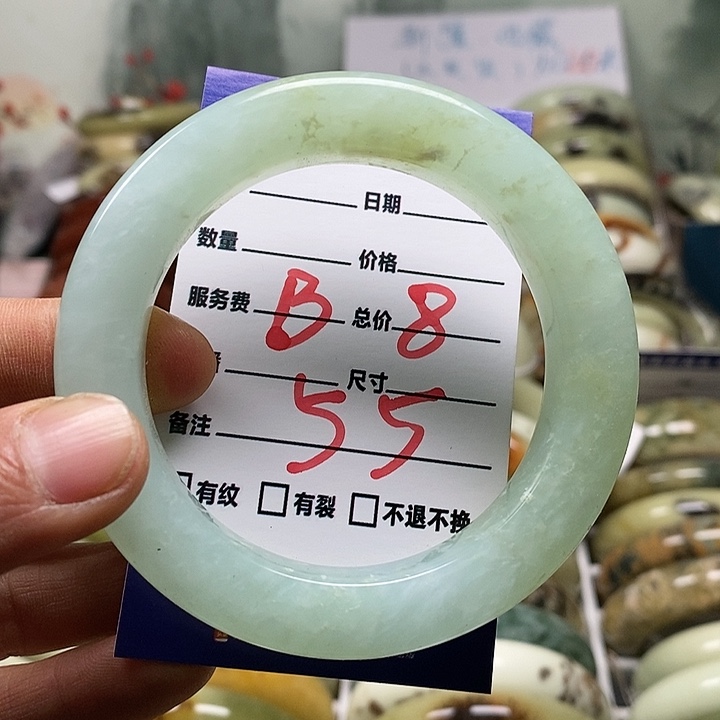 日期
数量 价格
服务费 B 总价 8
尺寸
备注 55
有纹 有裂 不退不换